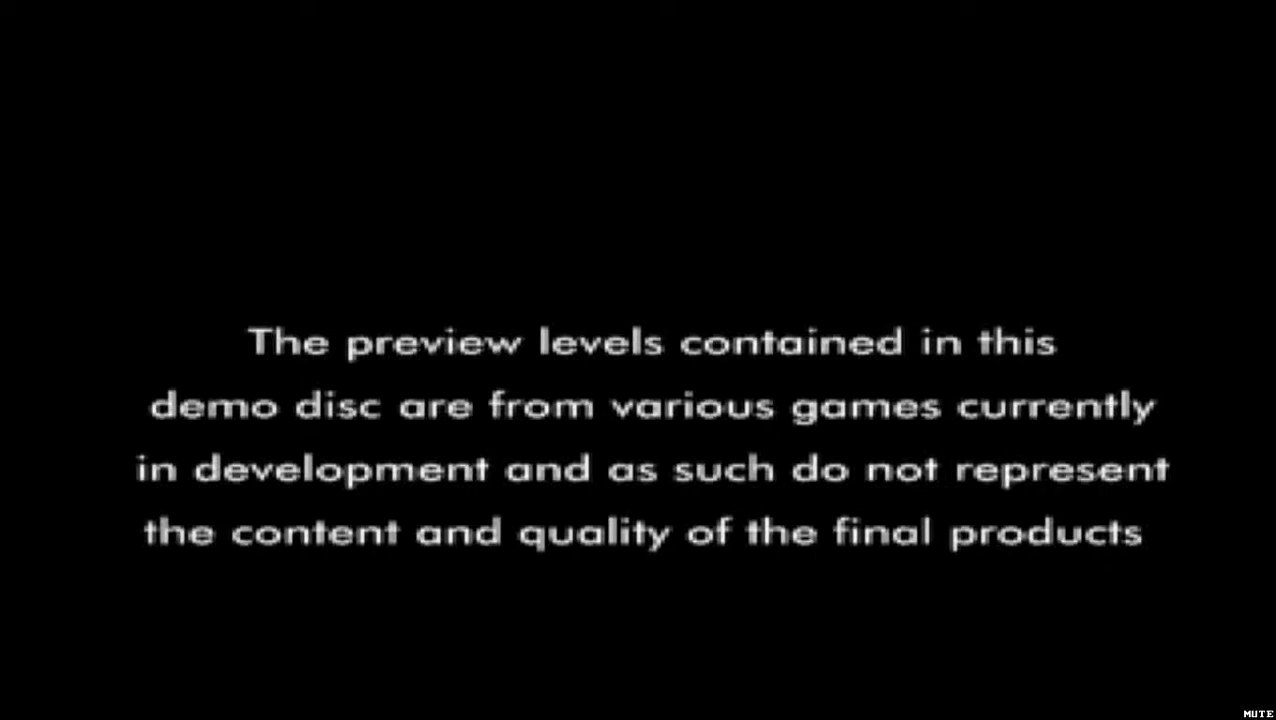 The preview levels contained in this
demo disc are from various games currently
in development and as such do not represent
the content and quality of the final products
MUTE